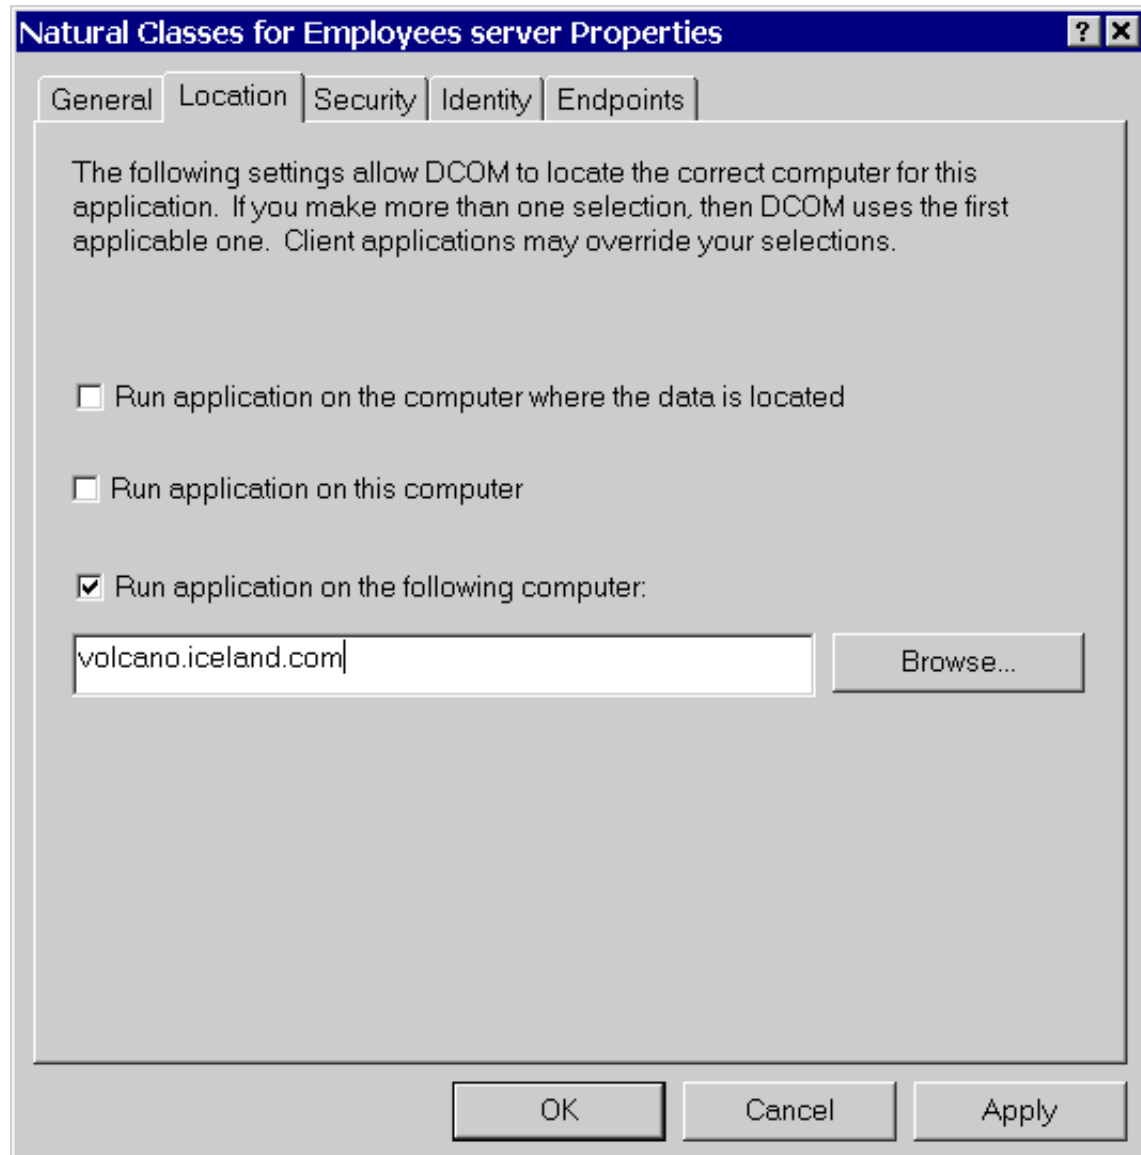 Natural Classes for Employees server Properties
General Location Security Identity Endpoints
The following settings allow DCOM to locate the correct computer for this
application. If you make more than one selection, then DCOM uses the first
applicable one. Client applications may override your selections.
Run application on the computer where the data is located
Run application on this computer
Run application on the following computer:
volcano.iceland.com
Browse...
OK Cancel Apply